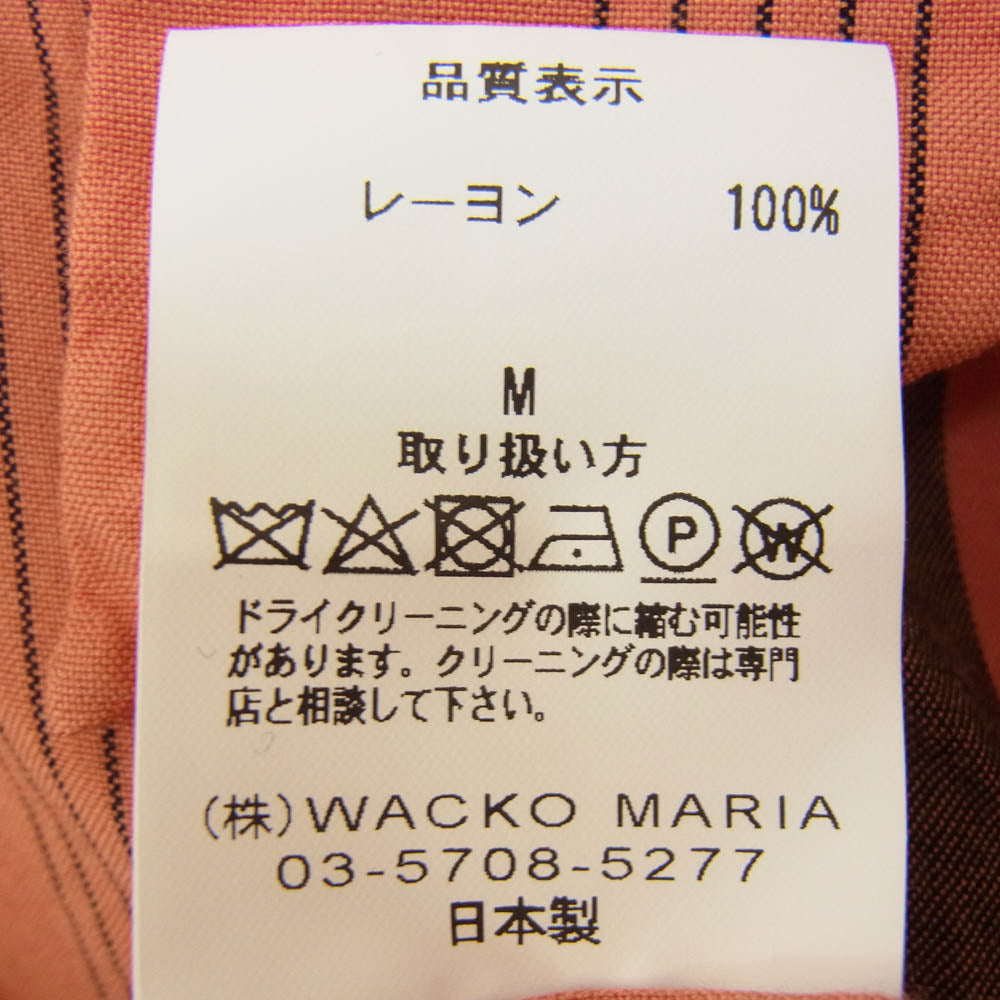 品質表示
レーヨン 100%
M
取り扱い方
P W
ドライクリーニングの際に縮む可能性
があります。クリーニングの際は専門
店と相談して下さい。
(株)WACKO MARIA
03-5708-5277
日本製